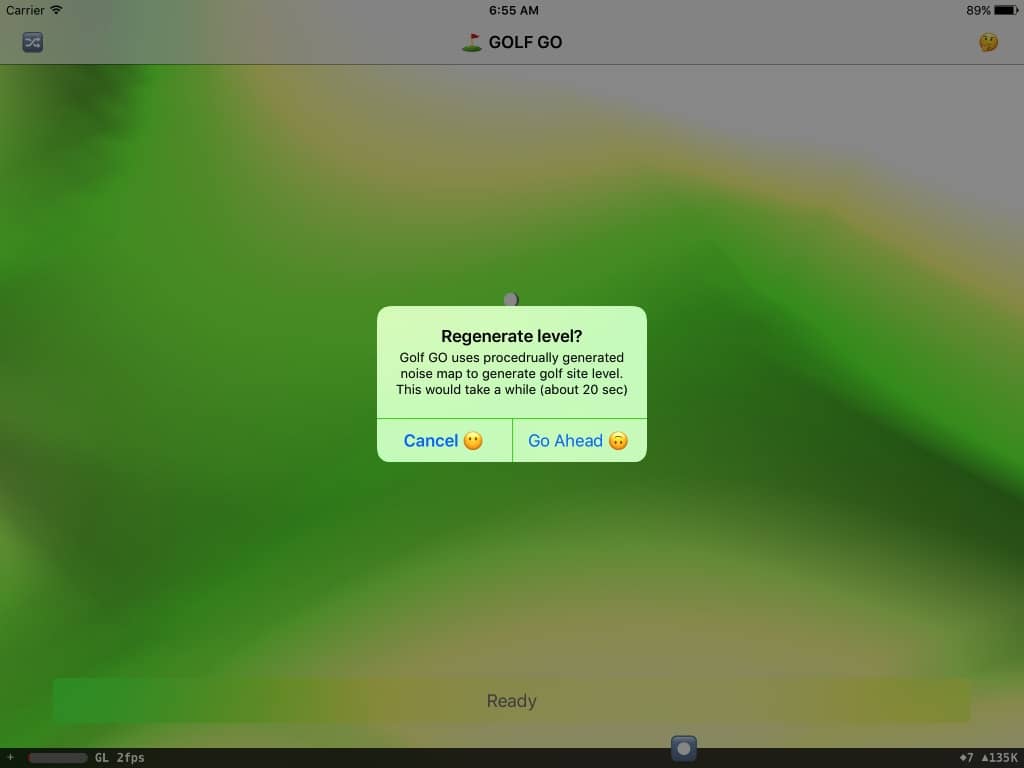 Carrier
6:55 AM
89%
GOLF GO
Regenerate level?
Golf GO uses procedrually generated
noise map to generate golf site level.
This would take a while (about 20 sec)
Cancel 😶
Go Ahead 🙃
Ready
+ GL 2fps
◆7 ▲135K